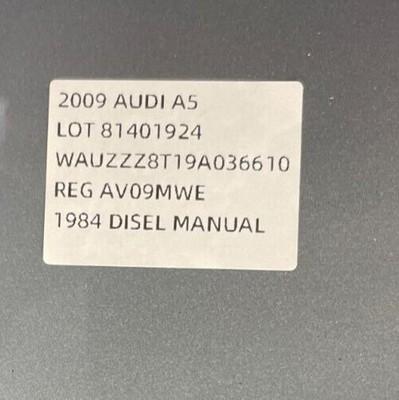 2009 AUDI A5
LOT 81401924
WAUZZZ8T19A036610
REG AV09MWE
1984 DISEL MANUAL